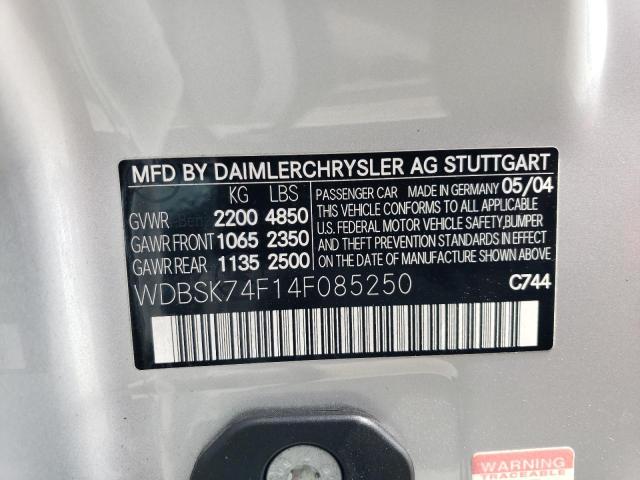 MFD BY DAIMLERCHRYSLER AG STUTTGART
KG LBS
GVWR 2200 4850
GAWR FRONT 1065 2350
GAWR REAR 1135 2500
PASSENGER CAR MADE IN GERMANY 05/04
THIS VEHICLE CONFORMS TO ALL APPLICABLE
U.S. FEDERAL MOTOR VEHICLE SAFETY, BUMPER
AND THEFT PREVENTION STANDARDS IN EFFECT
ON THE DATE OF MANUFACTURE SHOWN ABOVE.
WDBSK74F14F085250 C744
WARNING
TRACEABLE